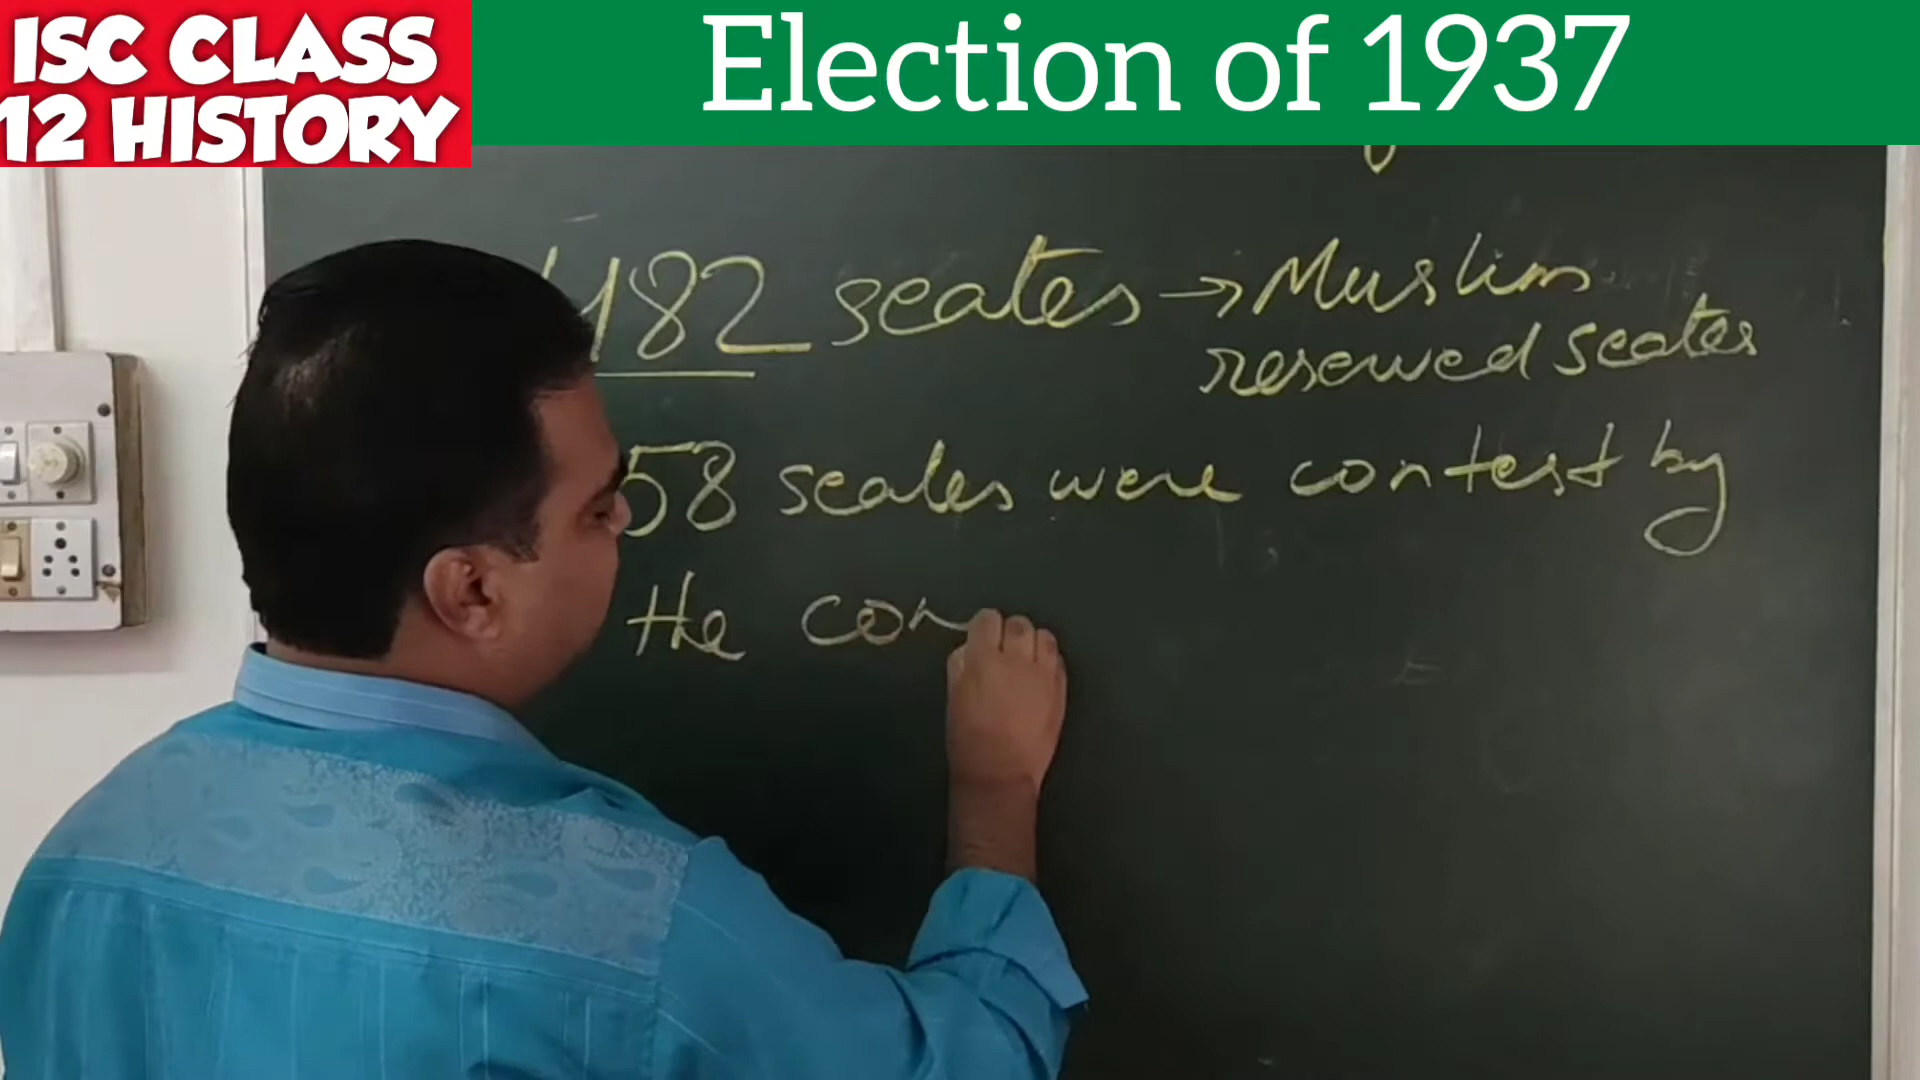 ISC CLASS
12 HISTORY
Election of 1937
482 seates → Muslim
reserved seates
58 seates were contest by
the con